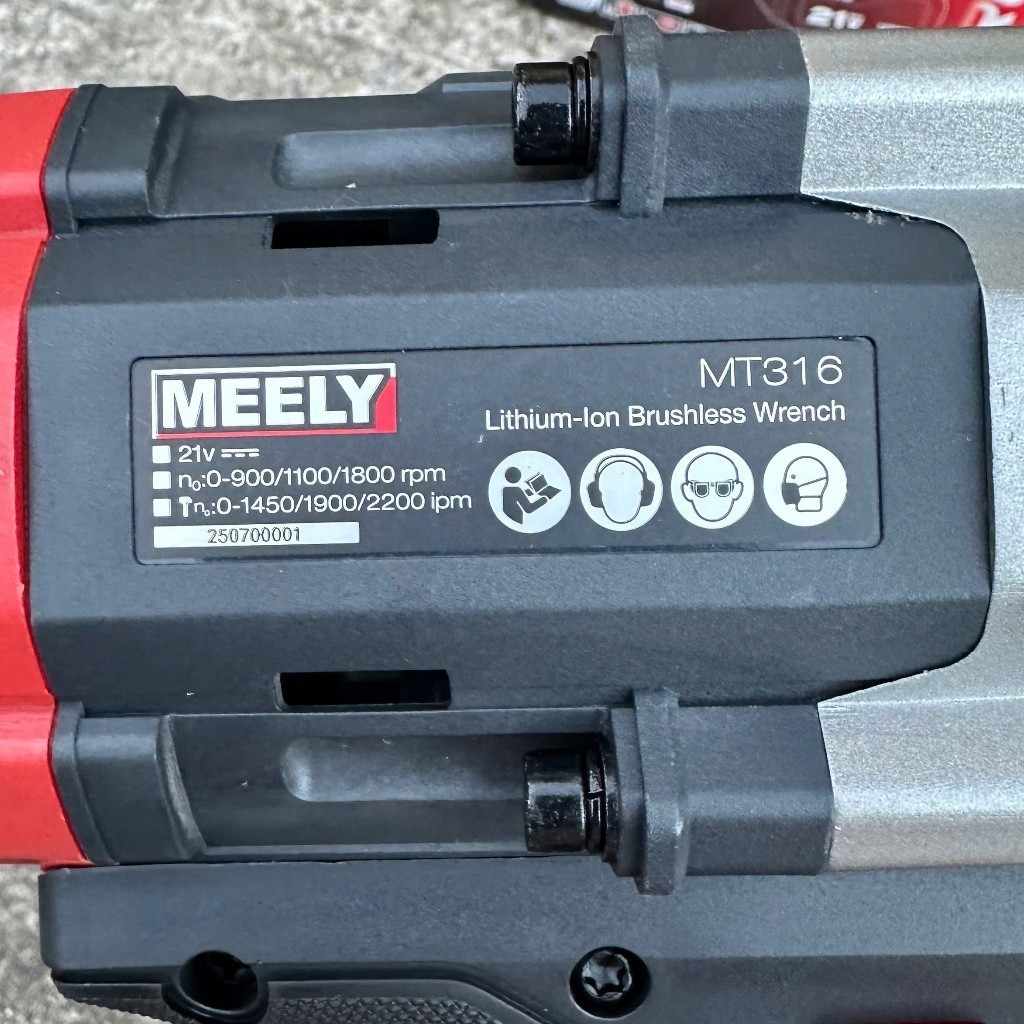 21V
MEELY
MT316
Lithium-Ion Brushless Wrench
21v
n₀:0-900/1100/1800 rpm
n₀:0-1450/1900/2200 ipm
250700001